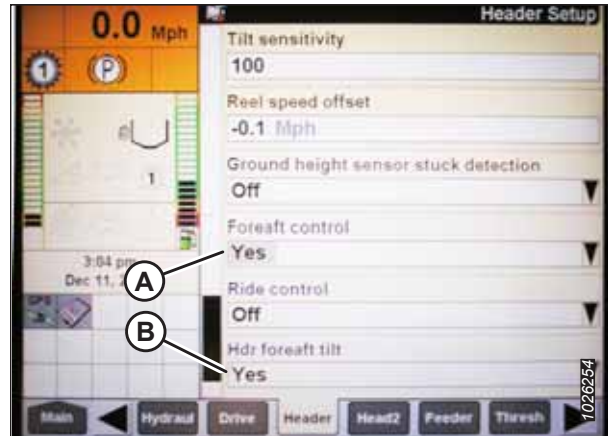 0.0 Mph
Header Setup
Tilt sensitivity
100
1
P
Reel speed offset
-0.1 Mph
Ground height sensor stuck detection
Off
1
Foreaft control
Yes
3:04 pm
Dec 11, 2
A
Ride control
Off
GPS
B
Hdr foreaft tilt
Yes
1026254
Main
Hydraul
Drive
Header
Head2
Feeder
Thresh